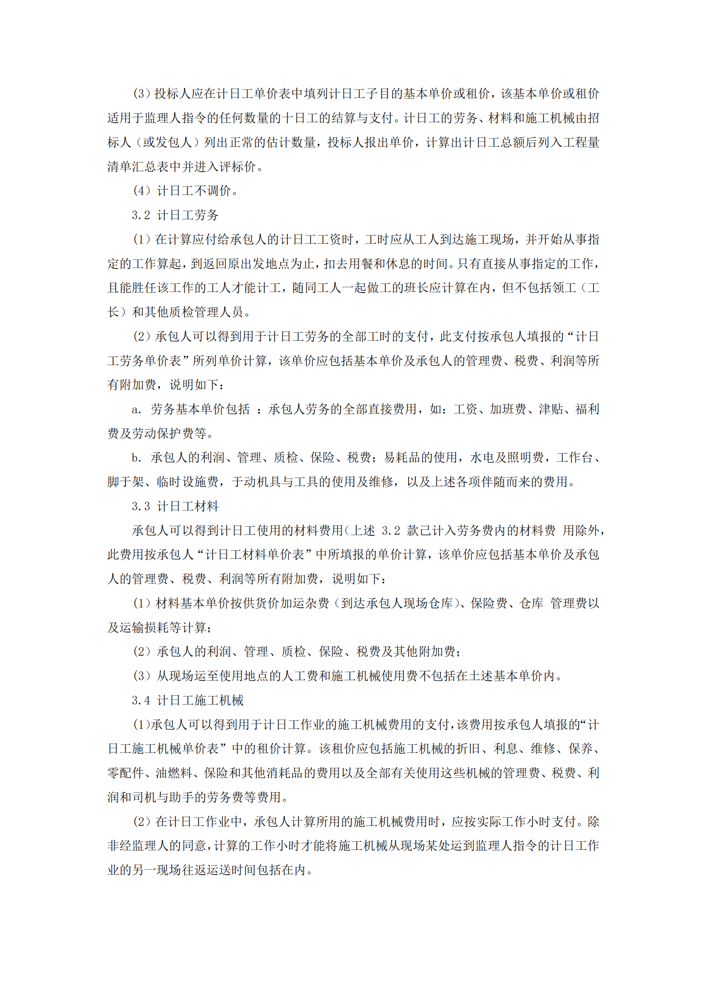 (3）投标人应在计日工单价表中填列计日工子目的基本单价或租价，该基本单价或租价
适用于监理人指令的任何数量的十日工的结算与支付。计日工的劳务、材料和施工机械由招
标人（或发包人）列出正常的估计数量，投标人报出单价，计算出计日工总额后列入工程量
清单汇总表中并进入评标价。
(4）计日工不调价。
3.2 计日工劳务
(1）在计算应付给承包人的计日工工资时，工时应从工人到达施工现场，并开始从事指
定的工作算起，到返回原出发地点为止，扣去用餐和休息的时间。只有直接从事指定的工作，
且能胜任该工作的工人才能计工，随同工人一起做工的班长应计算在内，但不包括领工（工
长）和其他质检管理人员。
(2）承包人可以得到用于计日工劳务的全部工时的支付，此支付按承包人填报的“计日
工劳务单价表”所列单价计算，该单价应包括基本单价及承包人的管理费、税费、利润等所
有附加费，说明如下：
a. 劳务基本单价包括 ：承包人劳务的全部直接费用，如：工资、加班费、津贴、福利
费及劳动保护费等。
b. 承包人的利润、管理、质检、保险、税费；易耗品的使用，水电及照明费，工作台、
脚于架、临时设施费，于动机具与工具的使用及维修，以及上述各项伴随而来的费用。
3.3 计日工材料
承包人可以得到计日工使用的材料费用（上述 3.2 款己计入劳务费内的材料费 用除外，
此费用按承包人“计日工材料单价表”中所填报的单价计算，该单价应包括基本单价及承包
人的管理费、税费、利润等所有附加费，说明如下：
(1）材料基本单价按供货价加运杂费（到达承包人现场仓库）、保险费、仓库 管理费以
及运输损耗等计算；
(2）承包人的利润、管理、质检、保险、税费及其他附加费；
(3）从现场运至使用地点的人工费和施工机械使用费不包括在土述基本单价内。
3.4 计日工施工机械
(1)承包人可以得到用于计日工作业的施工机械费用的支付，该费用按承包人填报的“计
日工施工机械单价表”中的租价计算。该租价应包括施工机械的折旧、利息、维修、保养、
零配件、油燃料、保险和其他消耗品的费用以及全部有关使用这些机械的管理费、税费、利
润和司机与助手的劳务费等费用。
(2）在计日工作业中，承包人计算所用的施工机械费用时，应按实际工作小时支付。除
非经监理人的同意，计算的工作小时才能将施工机械从现场某处运到监理人指令的计日工作
业的另一现场往返运送时间包括在内。